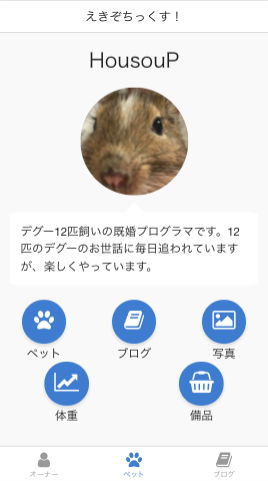 えきぞちっくす！
HousouP
デグー12匹飼いの既婚プログラマです。12
匹のデグーのお世話に毎日追われています
が、楽しくやっています。
ペット
ブログ
写真
体重
備品
オーナー
ペット
ブログ